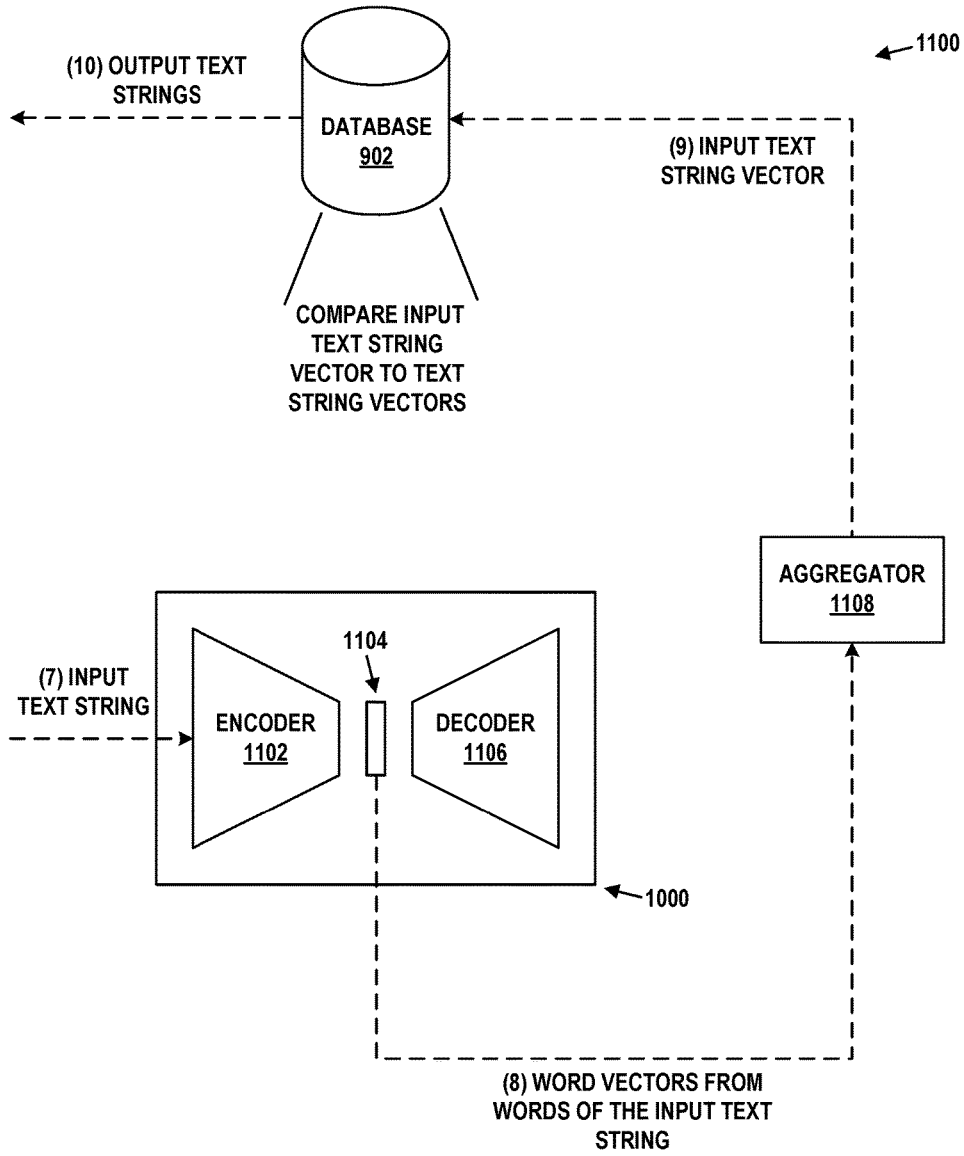 1100
(10) OUTPUT TEXT
STRINGS
DATABASE
902
(9) INPUT TEXT
STRING VECTOR
COMPARE INPUT
TEXT STRING
VECTOR TO TEXT
STRING VECTORS
AGGREGATOR
1108
1104
(7) INPUT
TEXT STRING
ENCODER
1102
DECODER
1106
1000
(8) WORD VECTORS FROM
WORDS OF THE INPUT TEXT
STRING